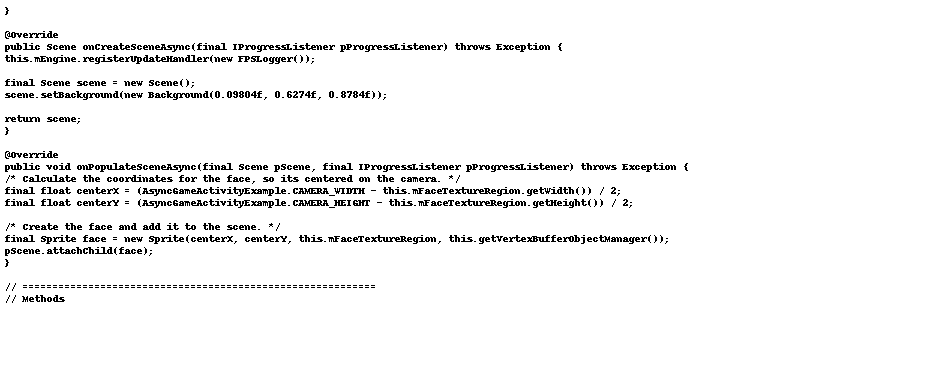 }

@Override
public Scene onCreateSceneAsync(final IProgressListener pProgressListener) throws Exception {
this.mEngine.registerUpdateHandler(new FPSLogger());

final Scene scene = new Scene();
scene.setBackground(new Background(0.09804f, 0.6274f, 0.8784f));

return scene;
}

@Override
public void onPopulateSceneAsync(final Scene pScene, final IProgressListener pProgressListener) throws Exception {
/* Calculate the coordinates for the face, so its centered on the camera. */
final float centerX = (AsyncGameActivityExample.CAMERA_WIDTH - this.mFaceTextureRegion.getWidth()) / 2;
final float centerY = (AsyncGameActivityExample.CAMERA_HEIGHT - this.mFaceTextureRegion.getHeight()) / 2;

/* Create the face and add it to the scene. */
final Sprite face = new Sprite(centerX, centerY, this.mFaceTextureRegion, this.getVertexBufferObjectManager());
pScene.attachChild(face);
}

// ===========================================================
// Methods